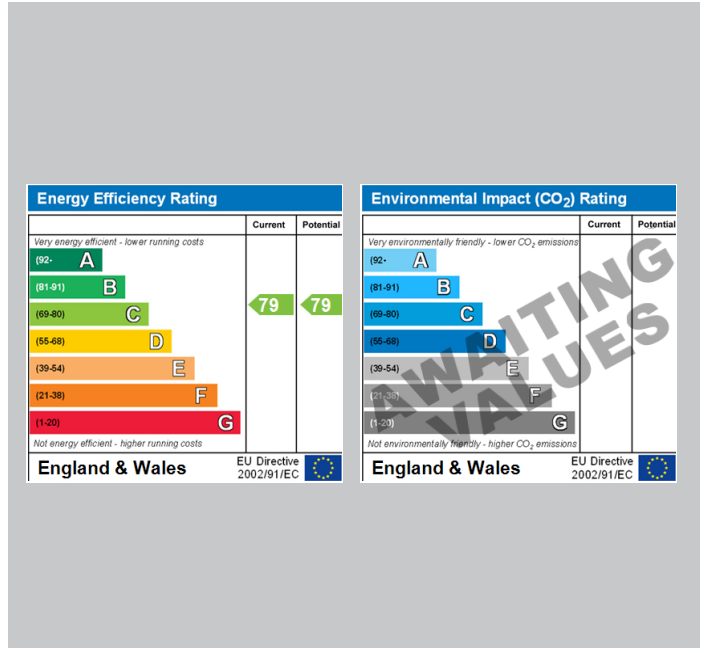 Energy Efficiency Rating
Current Potential
Very energy efficient - lower running costs
(92- A
(81-91) B
(69-80) C
79 79
(55-68) D
(39-54) E
(21-38) F
(1-20) G
Not energy efficient - higher running costs
England & Wales
EU Directive
2002/91/EC
Environmental Impact (CO2) Rating
Current Potential
Very environmentally friendly - lower CO2 emissions
(92- A
(81-91) B
(69-80) C
(55-68) D
(39-54) E
(21-38) F
(1-20) G
AWAITING
VALUES
Not environmentally friendly - higher CO2 emissions
England & Wales
EU Directive
2002/91/EC